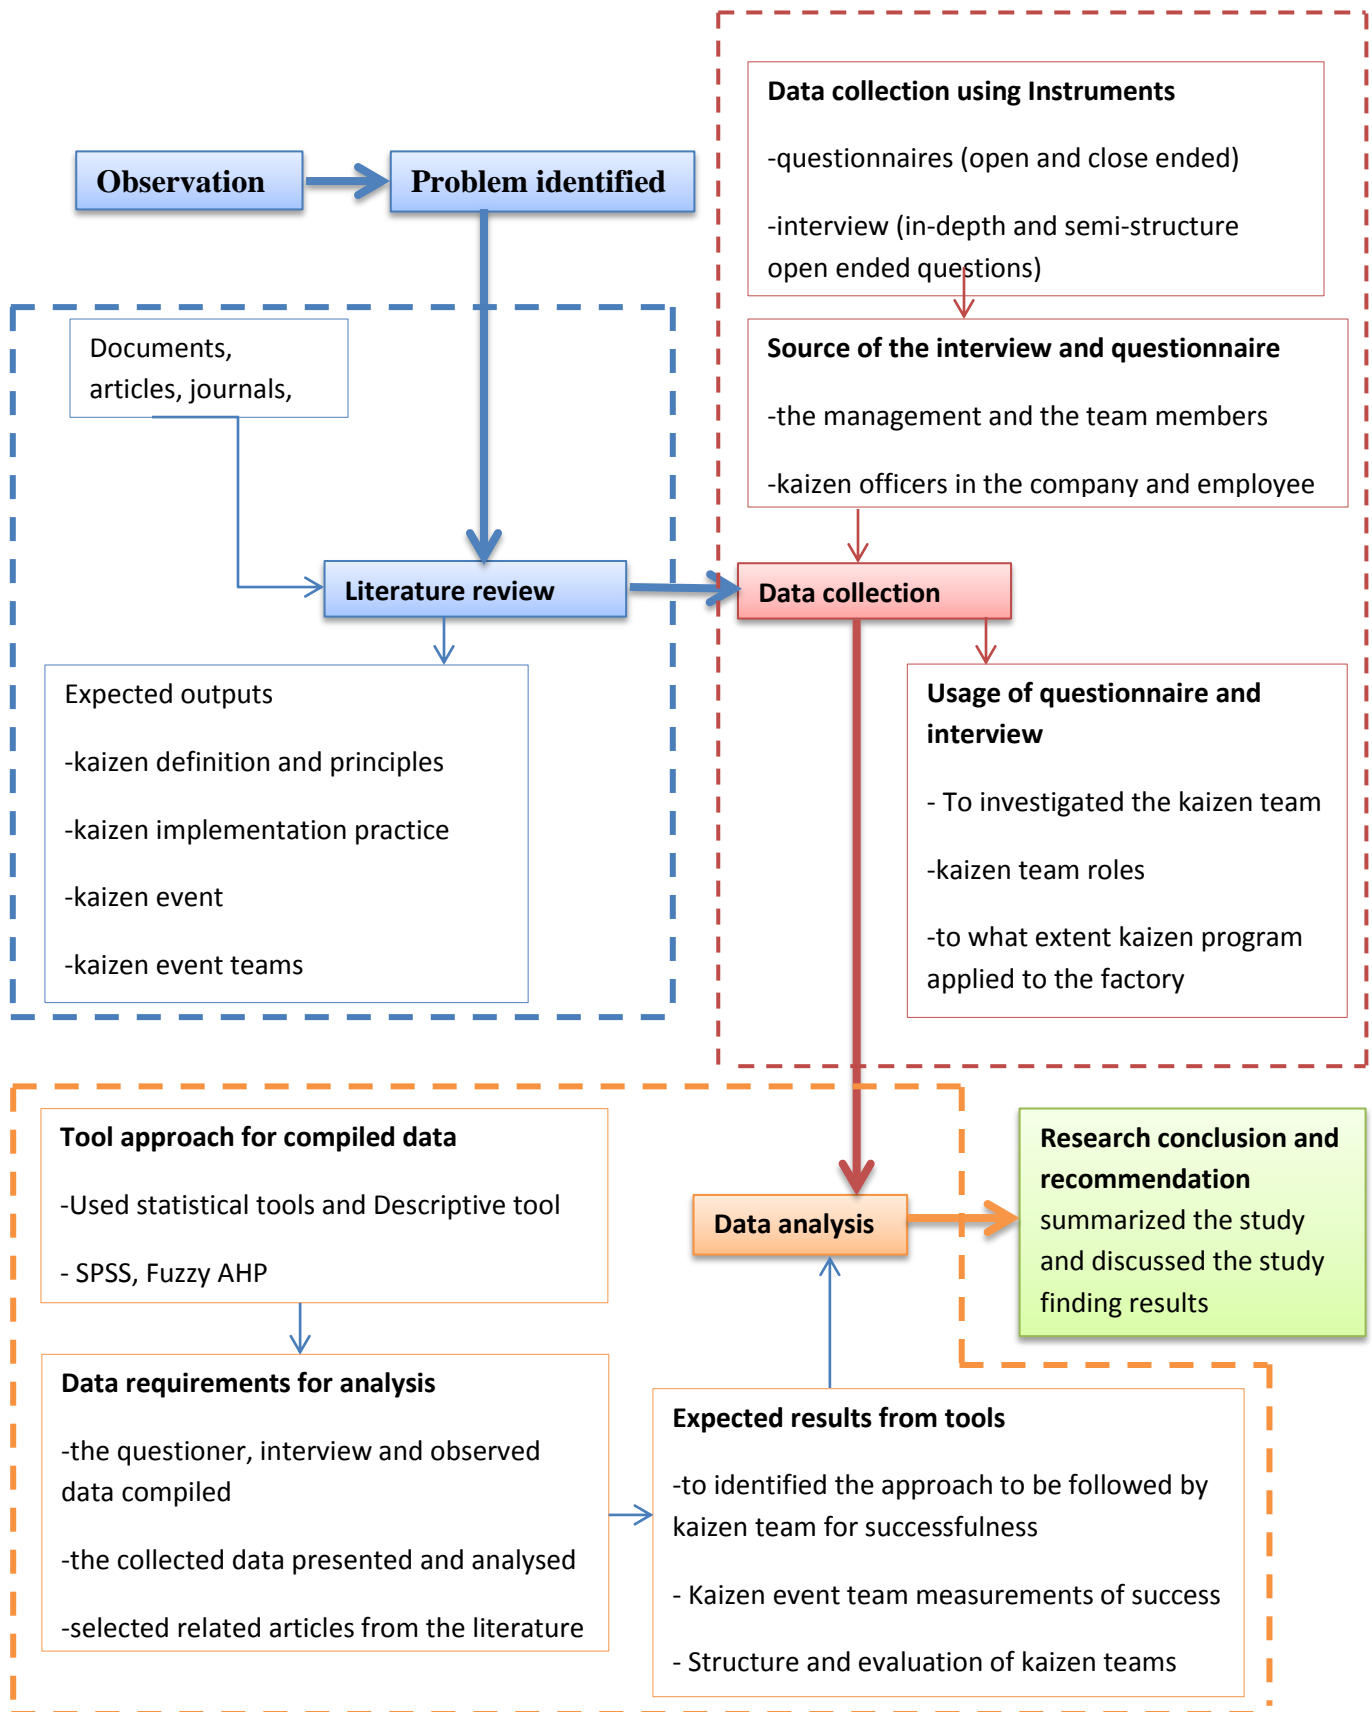 Observation
Problem identified
Data collection using Instruments
-questionnaires (open and close ended)
-interview (in-depth and semi-structure
open ended questions)
Documents,
articles, journals,
Source of the interview and questionnaire
-the management and the team members
-kaizen officers in the company and employee
Literature review
Data collection
Expected outputs
-kaizen definition and principles
-kaizen implementation practice
-kaizen event
-kaizen event teams
Usage of questionnaire and
interview
- To investigated the kaizen team
-kaizen team roles
-to what extent kaizen program
applied to the factory
Tool approach for compiled data
-Used statistical tools and Descriptive tool
- SPSS, Fuzzy AHP
Data analysis
Research conclusion and
recommendation
summarized the study
and discussed the study
finding results
Data requirements for analysis
-the questioner, interview and observed
data compiled
-the collected data presented and analysed
-selected related articles from the literature
Expected results from tools
-to identified the approach to be followed by
kaizen team for successfulness
- Kaizen event team measurements of success
- Structure and evaluation of kaizen teams